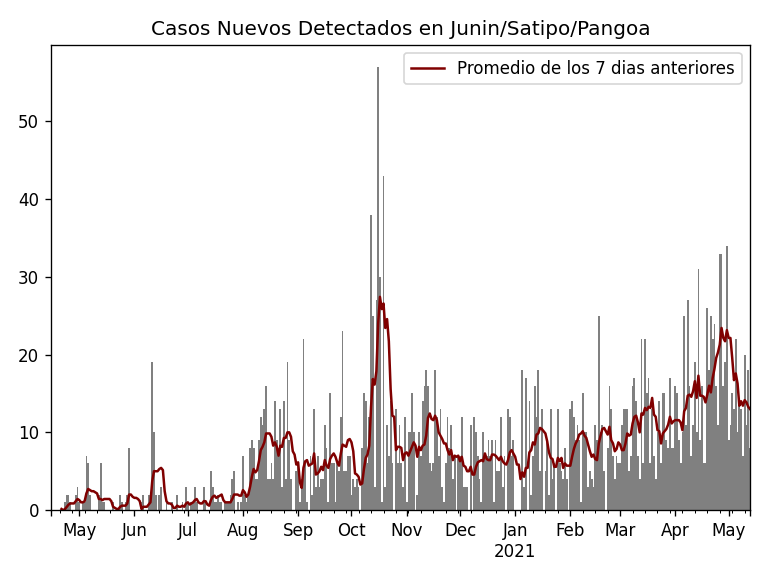 Casos Nuevos Detectados en Junin/Satipo/Pangoa
Promedio de los 7 dias anteriores
50
40
30
20
10
0
May Jun Jul Aug Sep Oct Nov Dec Jan Feb Mar Apr May
2021